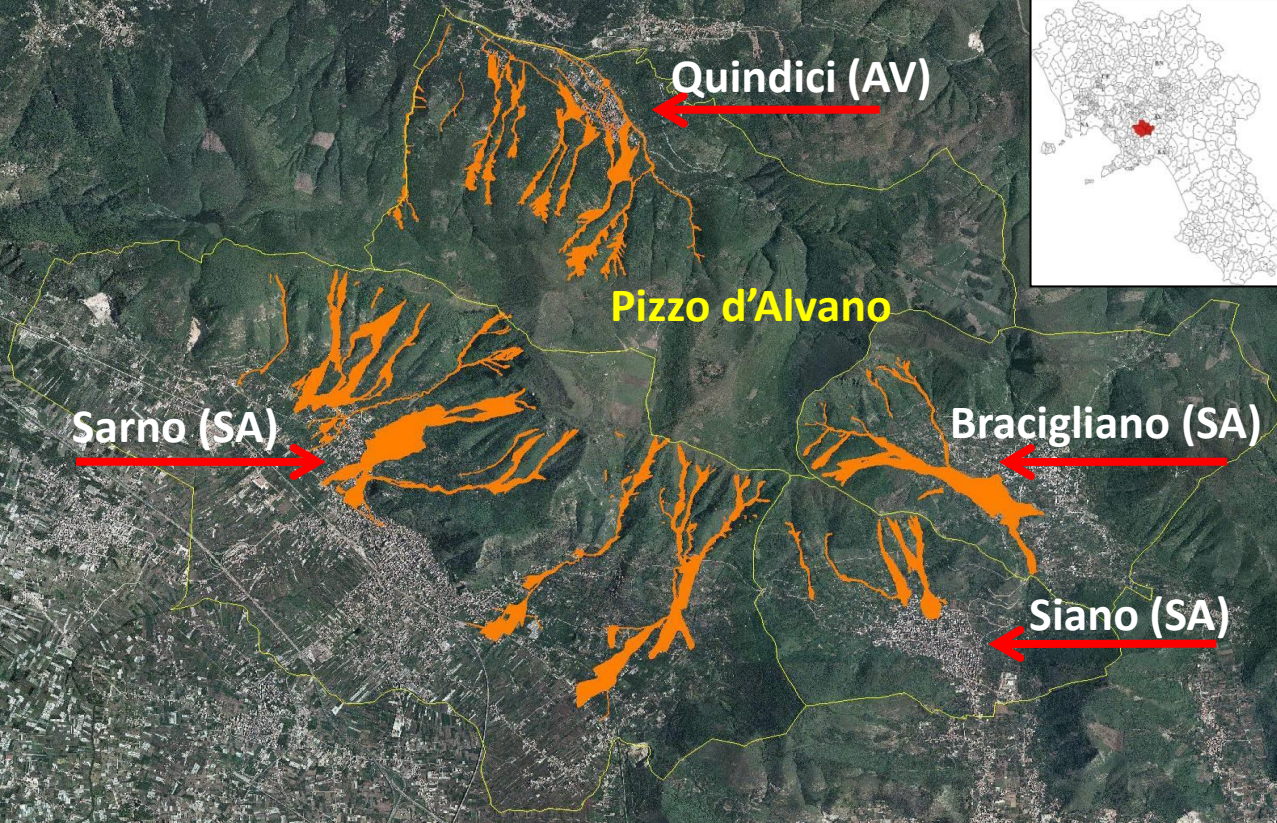 Quindici (AV)
Pizzo d’Alvano
Sarno (SA)
Bracigliano (SA)
Siano (SA)